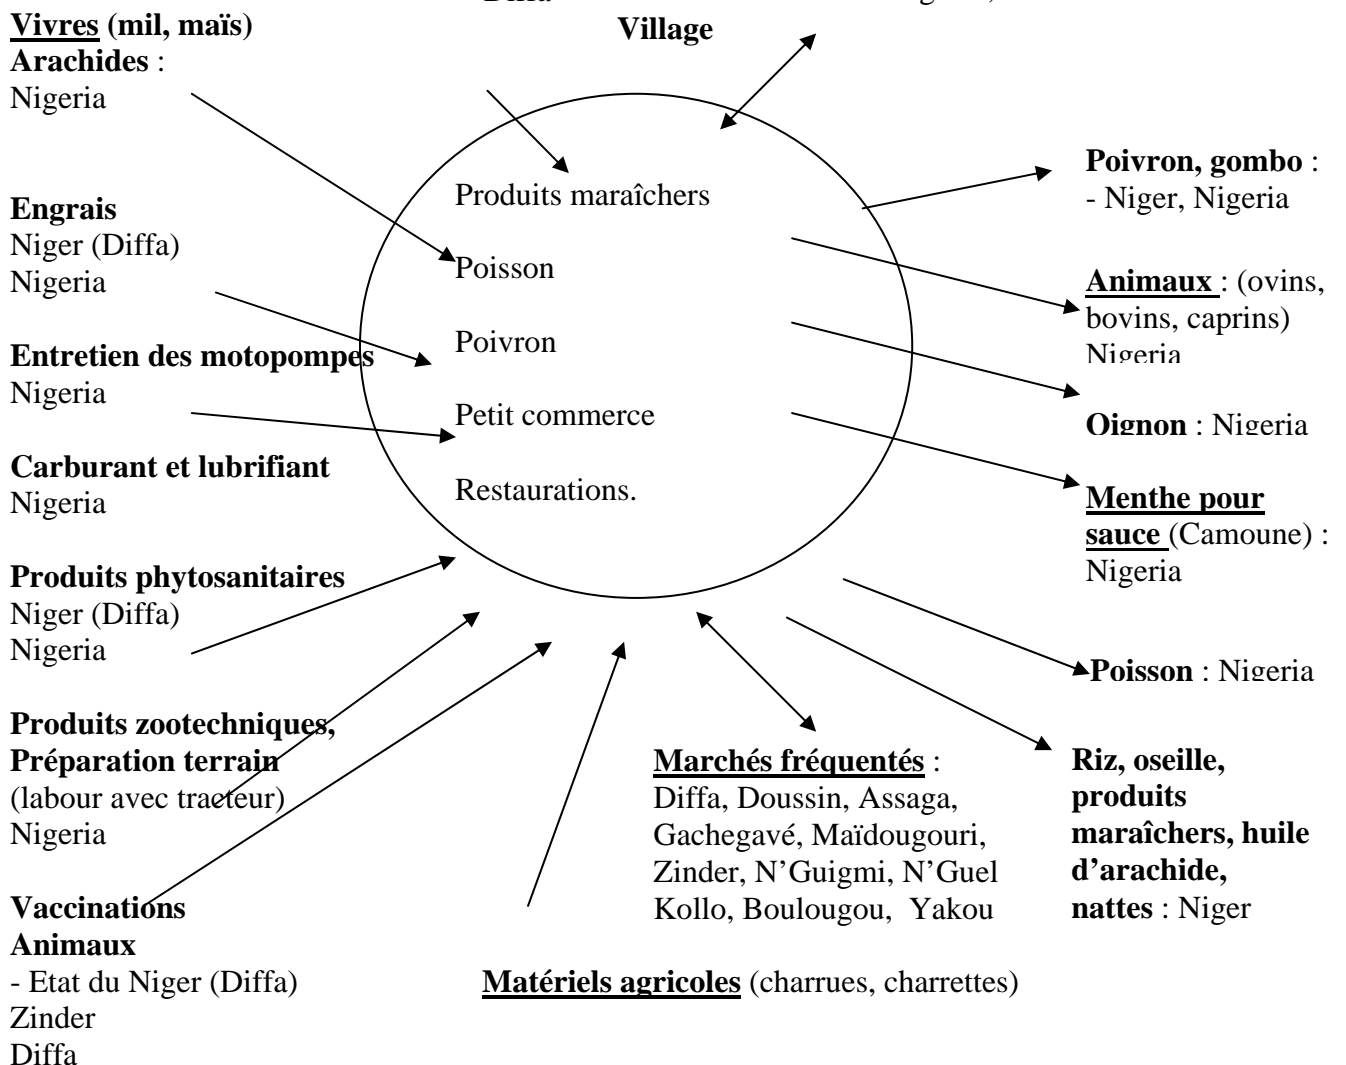 Vivres (mil, maïs)
Arachides :
Nigeria
Engrais
Niger (Diffa)
Nigeria
Entretien des motopompes
Nigeria
Carburant et lubrifiant
Nigeria
Produits phytosanitaires
Niger (Diffa)
Nigeria
Produits zootechniques,
Préparation terrain
(labour avec tracteur)
Nigeria
Vaccinations
Animaux
- Etat du Niger (Diffa)
Zinder
Diffa
Village
Produits maraîchers
Poisson
Poivron
Petit commerce
Restaurations.
Poivron, gombo :
- Niger, Nigeria
Animaux : (ovins,
bovins, caprins)
Nigeria
Oignon : Nigeria
Menthe pour
sauce (Camoune) :
Nigeria
Poisson : Nigeria
Riz, oseille,
produits
maraîchers, huile
d’arachide,
nattes : Niger
Marchés fréquentés :
Diffa, Doussin, Assaga,
Gachegavé, Maïdougouri,
Zinder, N’Guigmi, N’Guel
Kollo, Boulougou, Yakou
Matériels agricoles (charrues, charrettes)